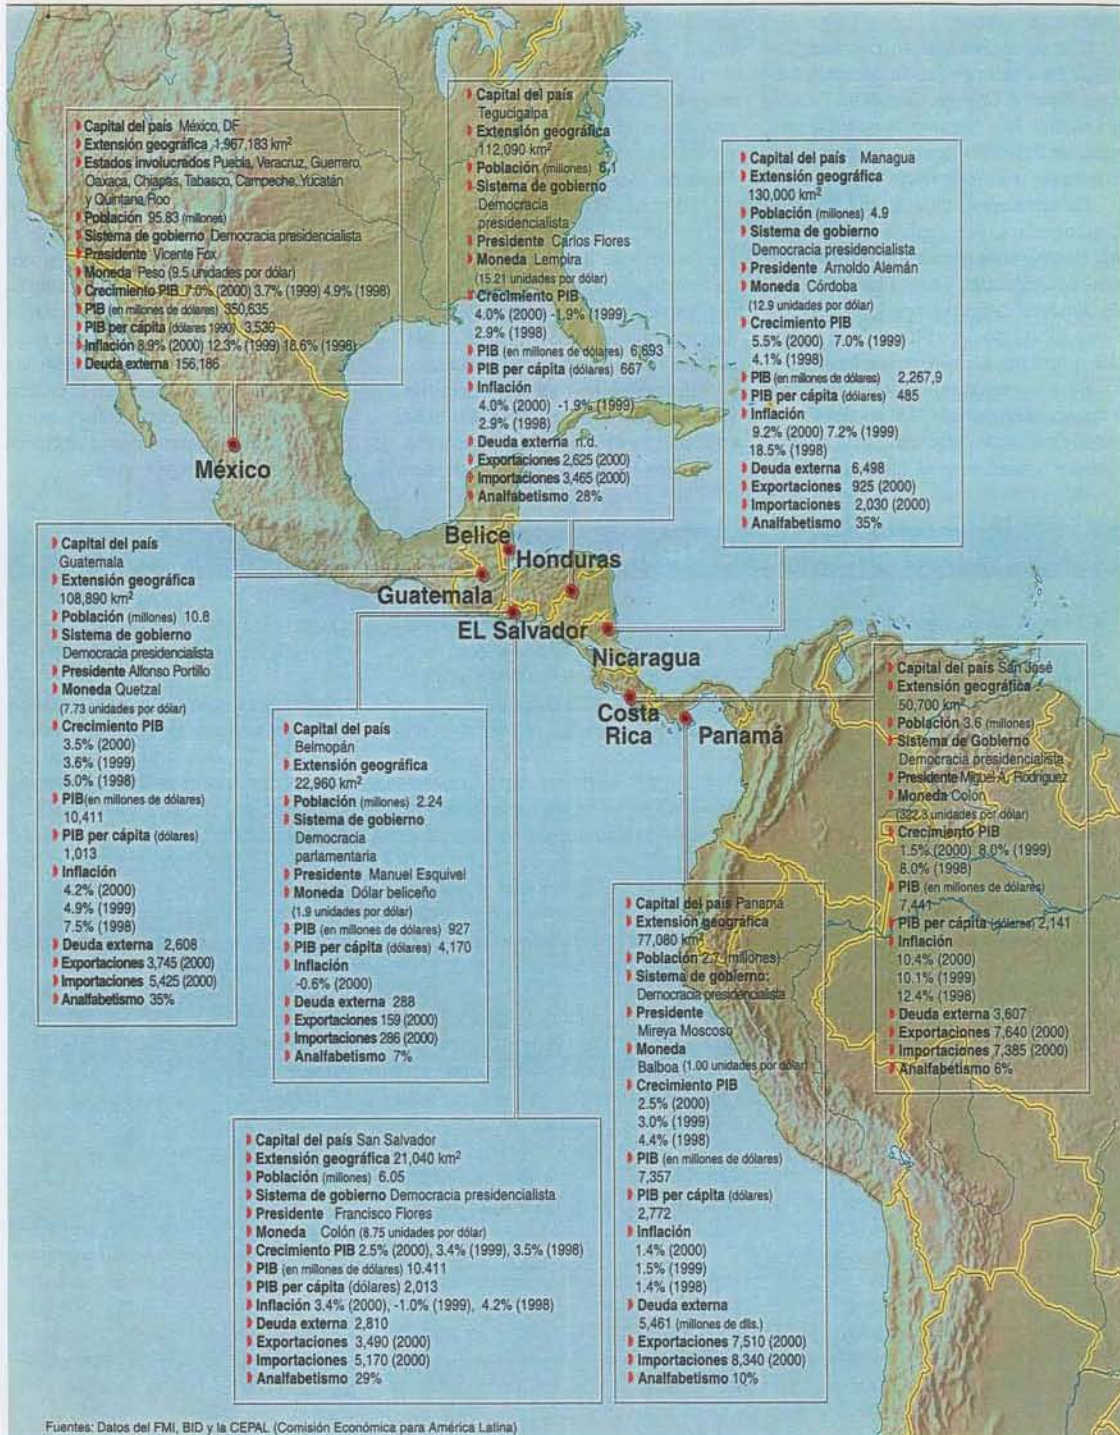 Capital del país México, DF
Extensión geográfica 1,967,183 km²
Estados involucrados Puebla, Veracruz, Guerrero,
Oaxaca, Chiapas, Tabasco, Campeche, Yucatán
y Quintana Roo
Población 95.83 (millones)
Sistema de gobierno Democracia presidencialista
Presidente Vicente Fox
Moneda Peso (9.5 unidades por dólar)
Crecimiento PIB 7.0% (2000) 3.7% (1999) 4.9% (1998)
PIB (en millones de dólares) 350,635
PIB per cápita (dólares 1990) 3,530
Inflación 8.9% (2000) 12.3% (1999) 18.6% (1998)
Deuda externa 156,186
Capital del país
Tegucigalpa
Extensión geográfica
112,090 km²
Población (millones) 6,1
Sistema de gobierno
Democracia
presidencialista
Presidente Carlos Flores
Moneda Lempira
(15.21 unidades por dólar)
Crecimiento PIB
4.0% (2000) -1.9% (1999)
2.9% (1998)
PIB (en millones de dólares) 6,693
PIB per cápita (dólares) 667
Inflación
4.0% (2000) -1.9% (1999)
2.9% (1998)
Deuda externa n.d.
Exportaciones 2,625 (2000)
Importaciones 3,465 (2000)
Analfabetismo 28%
Capital del país Managua
Extensión geográfica
130,000 km²
Población (millones) 4.9
Sistema de gobierno
Democracia presidencialista
Presidente Arnoldo Alemán
Moneda Córdoba
(12.9 unidades por dólar)
Crecimiento PIB
5.5% (2000) 7.0% (1999)
4.1% (1998)
PIB (en millones de dólares) 2,267,9
PIB per cápita (dólares) 485
Inflación
9.2% (2000) 7.2% (1999)
18.5% (1998)
Deuda externa 6,498
Exportaciones 925 (2000)
Importaciones 2,030 (2000)
Analfabetismo 35%
México
Belice
Honduras
Guatemala
EL Salvador
Nicaragua
Costa
Rica
Panamá
Capital del país
Guatemala
Extensión geográfica
108,890 km²
Población (millones) 10.8
Sistema de gobierno
Democracia presidencialista
Presidente Alfonso Portillo
Moneda Quetzal
(7.73 unidades por dólar)
Crecimiento PIB
3.5% (2000)
3.6% (1999)
5.0% (1998)
PIB(en millones de dólares)
10,411
PIB per cápita (dólares)
1,013
Inflación
4.2% (2000)
4.9% (1999)
7.5% (1998)
Deuda externa 2,608
Exportaciones 3,745 (2000)
Importaciones 5,425 (2000)
Analfabetismo 35%
Capital del país
Belmopán
Extensión geográfica
22,960 km²
Población (millones) 2.24
Sistema de gobierno
Democracia
parlamentaria
Presidente Manuel Esquivel
Moneda Dólar beliceño
(1.9 unidades por dólar)
PIB (en millones de dólares) 927
PIB per cápita (dólares) 4,170
Inflación
-0.6% (2000)
Deuda externa 288
Exportaciones 159 (2000)
Importaciones 286 (2000)
Analfabetismo 7%
Capital del país San José
Extensión geográfica
50,700 km²
Población 3.6 (millones)
Sistema de Gobierno
Democracia presidencialista
Presidente Miguel A. Rodríguez
Moneda Colón
(322.3 unidades por dólar)
Crecimiento PIB
1.5% (2000) 8.0% (1999)
8.0% (1998)
PIB (en millones de dólares)
7,441
PIB per cápita (dólares) 2,141
Inflación
10.4% (2000)
10.1% (1999)
12.4% (1998)
Deuda externa 3,607
Exportaciones 7,640 (2000)
Importaciones 7,385 (2000)
Analfabetismo 6%
Capital del país Panamá
Extensión geográfica
77,080 km²
Población 2.7 (millones)
Sistema de gobierno:
Democracia presidencialista
Presidente
Mireya Moscoso
Moneda
Balboa (1.00 unidades por dólar)
Crecimiento PIB
2.5% (2000)
3.0% (1999)
4.4% (1998)
PIB (en millones de dólares)
7,357
PIB per cápita (dólares)
2,772
Inflación
1.4% (2000)
1.5% (1999)
1.4% (1998)
Deuda externa
5,461 (millones de dlls.)
Exportaciones 7,510 (2000)
Importaciones 8,340 (2000)
Analfabetismo 10%
Capital del país San Salvador
Extensión geográfica 21,040 km²
Población (millones) 6.05
Sistema de gobierno Democracia presidencialista
Presidente Francisco Flores
Moneda Colón (8.75 unidades por dólar)
Crecimiento PIB 2.5% (2000), 3.4% (1999), 3.5% (1998)
PIB (en millones de dólares) 10.411
PIB per cápita (dólares) 2,013
Inflación 3.4% (2000), -1.0% (1999), 4.2% (1998)
Deuda externa 2,810
Exportaciones 3,490 (2000)
Importaciones 5,170 (2000)
Analfabetismo 29%
Fuentes: Datos del FMI, BID y la CEPAL (Comisión Económica para América Latina)